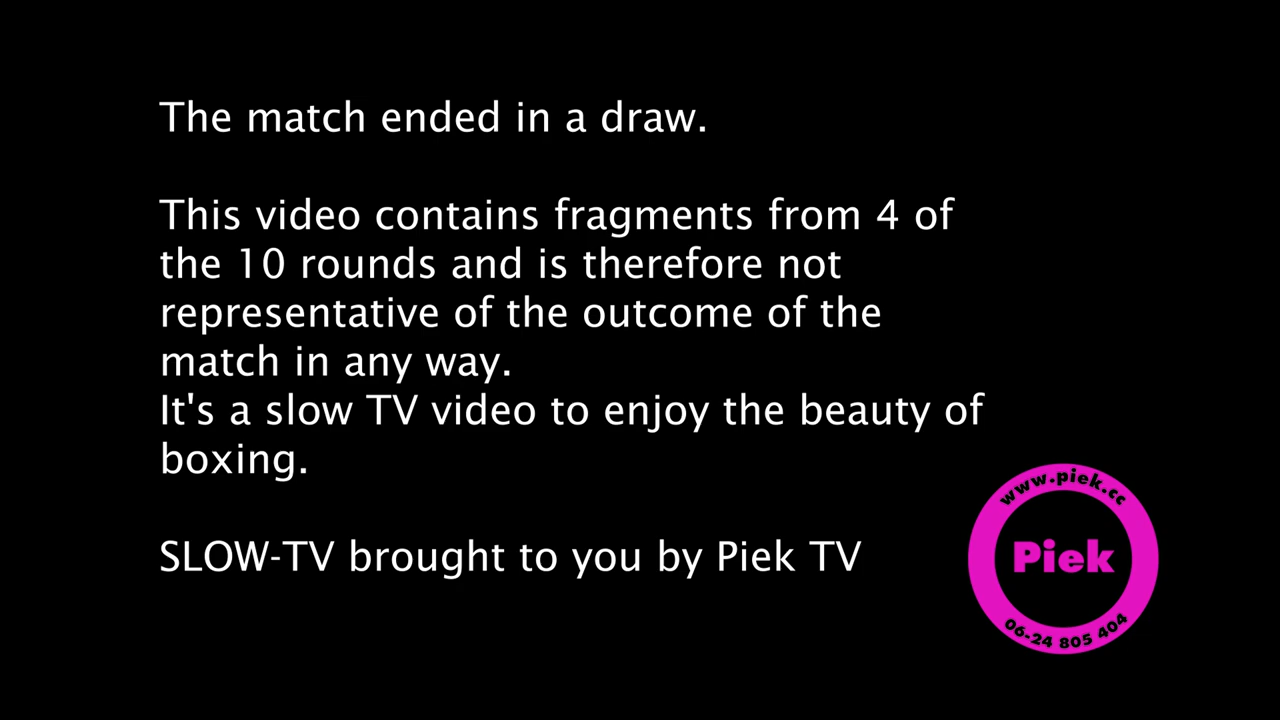 The match ended in a draw.
This video contains fragments from 4 of
the 10 rounds and is therefore not
representative of the outcome of the
match in any way.
It's a slow TV video to enjoy the beauty of
boxing.
SLOW-TV brought to you by Piek TV
www.piek.cc
Piek
06-24 805 404